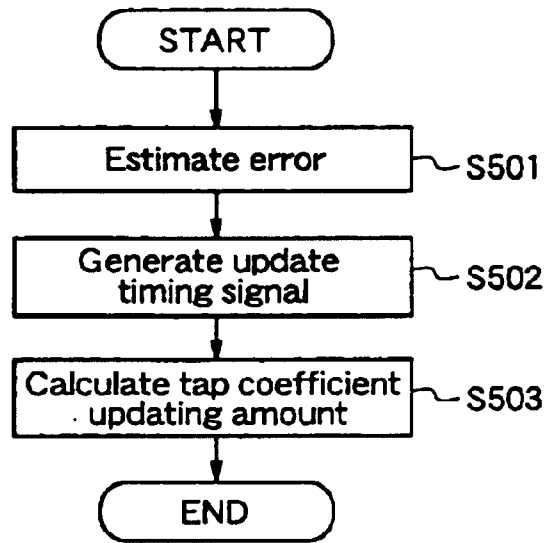 START
Estimate error
S501
Generate update
timing signal
S502
Calculate tap coefficient
updating amount
S503
END